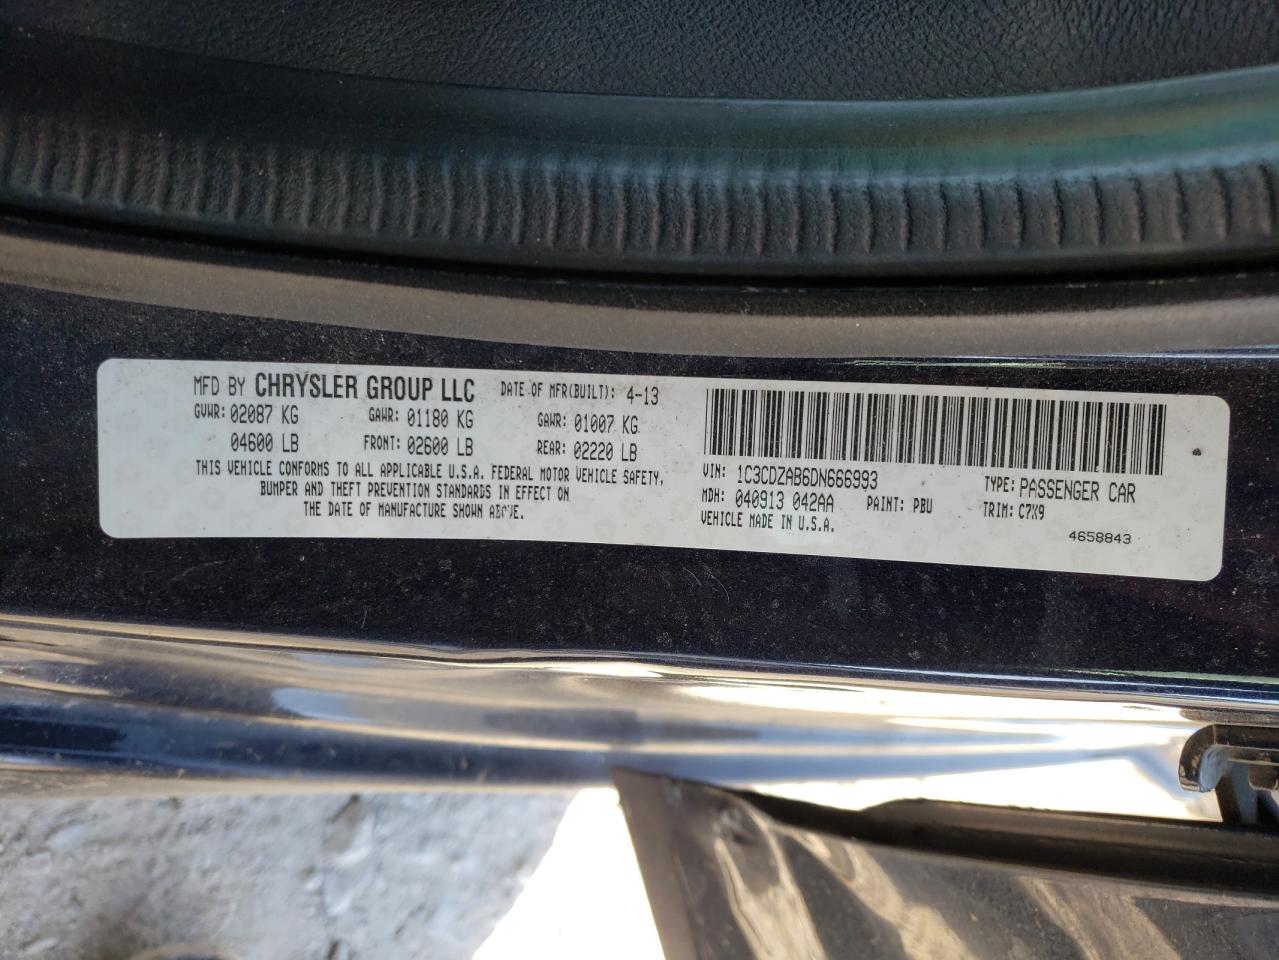 MFD BY CHRYSLER GROUP LLC DATE OF MFR(BUILT): 4-13
GVWR: 02087 KG GAWR: 01180 KG GAWR: 01007 KG
04600 LB FRONT: 02600 LB REAR: 02220 LB
THIS VEHICLE CONFORMS TO ALL APPLICABLE U.S.A. FEDERAL MOTOR VEHICLE SAFETY,
BUMPER AND THEFT PREVENTION STANDARDS IN EFFECT ON
THE DATE OF MANUFACTURE SHOWN ABOVE.
VIN: 1C3CDZAB6DN666993 TYPE: PASSENGER CAR
MDH: 040913 042AA PAINT: PBU TRIM: C7X9
VEHICLE MADE IN U.S.A.
4658843